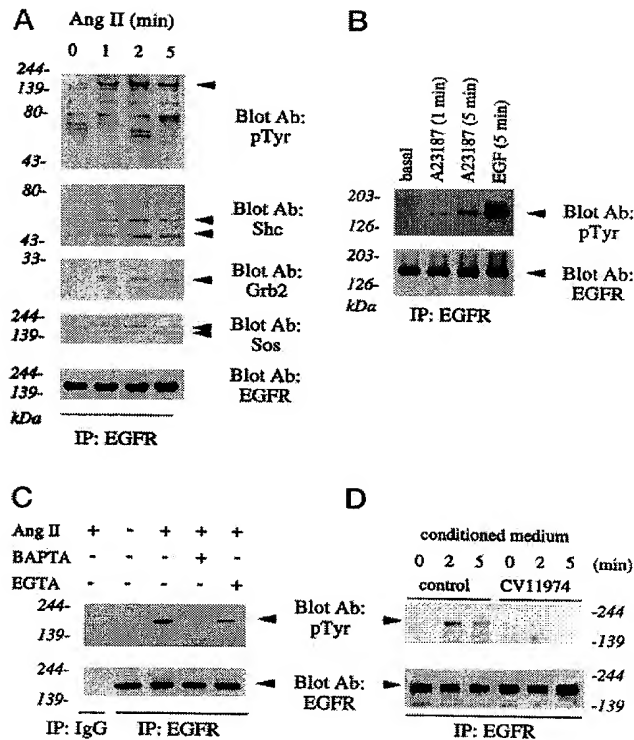 A
Ang II (min)
0 1 2 5
244-
139-
80-
43-
Blot Ab:
pTyr
80-
43-
Blot Ab:
Shc
33-
Blot Ab:
Grb2
244-
139-
Blot Ab:
Sos
244-
139-
kDa
Blot Ab:
EGFR
IP: EGFR
B
basal
A23187 (1 min)
A23187 (5 min)
EGF (5 min)
203-
126-
Blot Ab:
pTyr
203-
126-
kDa
Blot Ab:
EGFR
IP: EGFR
C
Ang II + - + + +
BAPTA - - - + -
EGTA - - - - +
244-
139-
Blot Ab:
pTyr
244-
139-
Blot Ab:
EGFR
IP: IgG IP: EGFR
D
conditioned medium
0 2 5 0 2 5 (min)
control CV11974
-244
-139
-244
-139
IP: EGFR